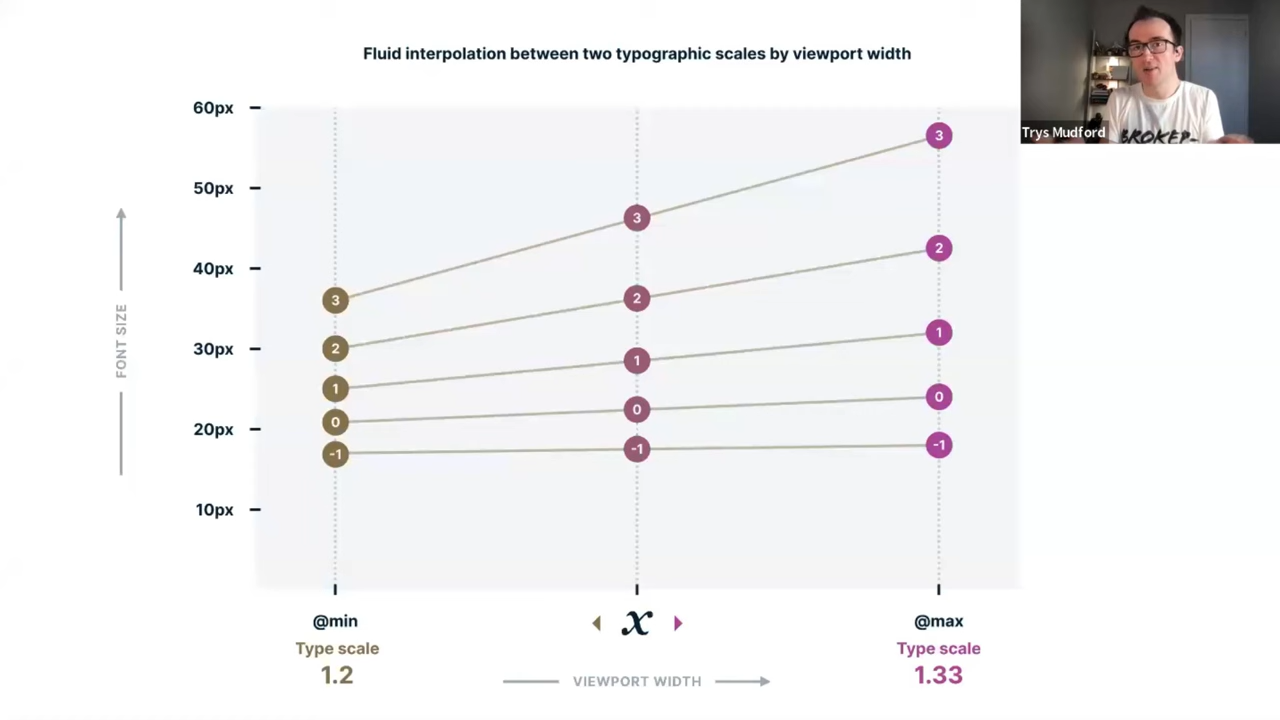 Fluid interpolation between two typographic scales by viewport width
Trys Mudford
BROKEP-
60px
50px
40px
30px
20px
10px
FONT SIZE
3 3 3
2 2 2
1 1 1
0 0 0
-1 -1 -1
@min x @max
Type scale Type scale
1.2 1.33
VIEWPORT WIDTH